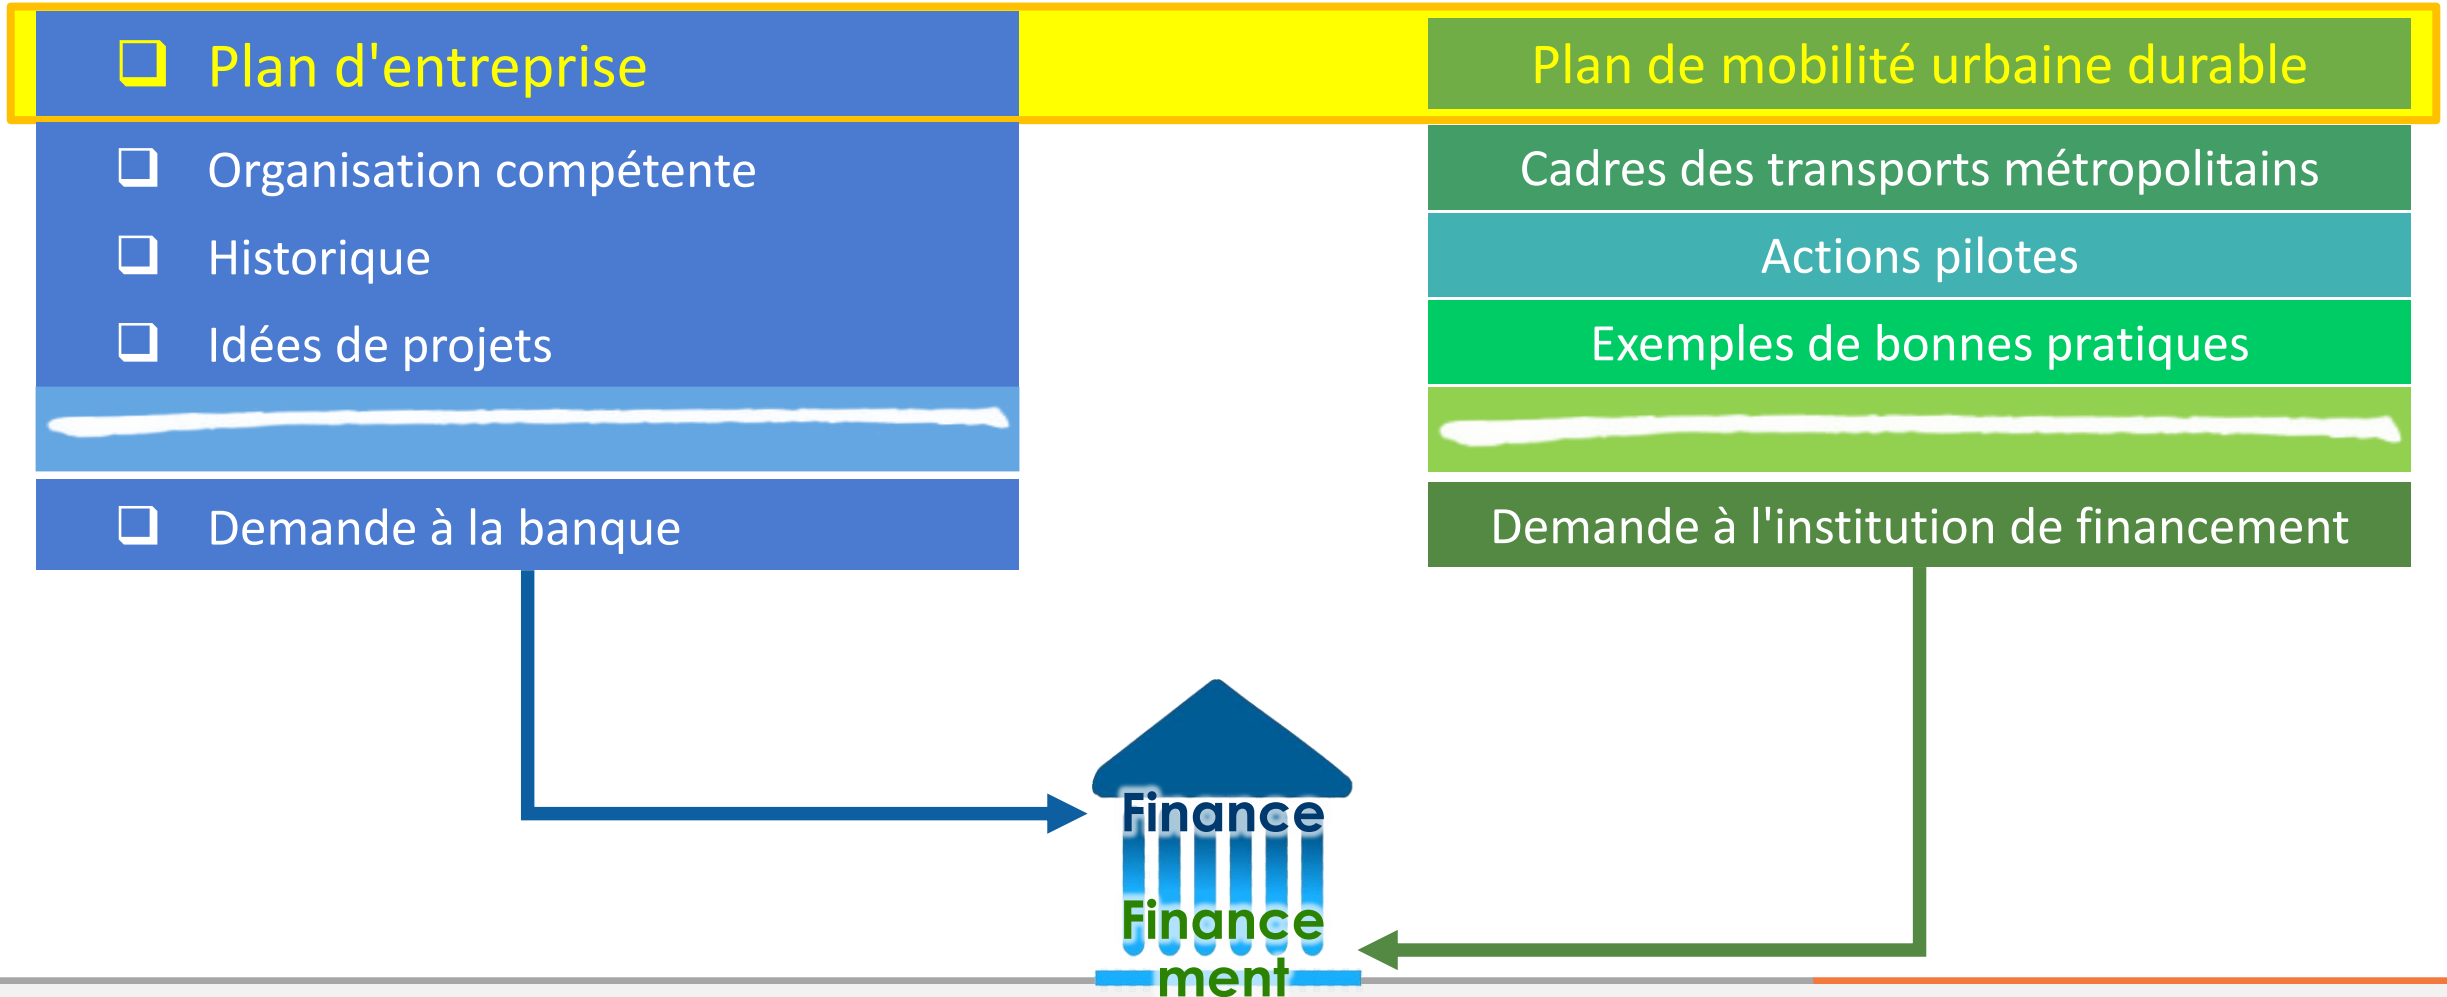 Plan d'entreprise
Organisation compétente
Historique
Idées de projets
Demande à la banque
Plan de mobilité urbaine durable
Cadres des transports métropolitains
Actions pilotes
Exemples de bonnes pratiques
Demande à l'institution de financement
Finance
Finance
ment